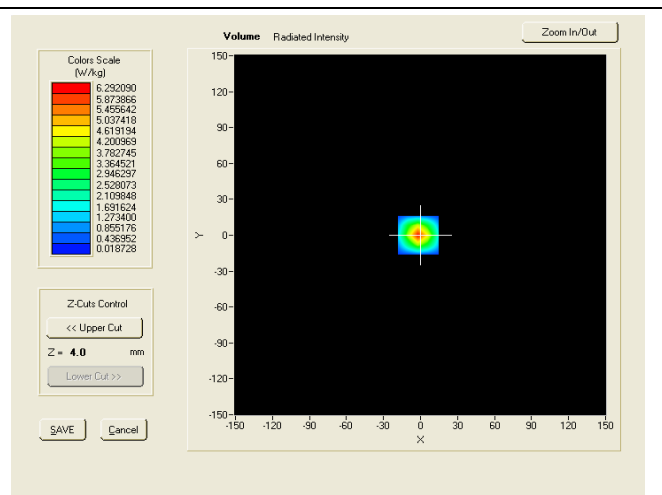 Volume Radiated Intensity
Zoom In/Out
Colors Scale
(W/kg)
6.292090
5.873866
5.455642
5.037418
4.619194
4.200969
3.782745
3.364521
2.946297
2.528073
2.109848
1.691624
1.273400
0.855176
0.436952
0.018728
Z-Cuts Control
<< Upper Cut
Z = 4.0 mm
Lower Cut >>
SAVE Cancel
150
120
90
60
30
Y 0
-30
-60
-90
-120
-150
-150 -120 -90 -60 -30 0 30 60 90 120 150
X